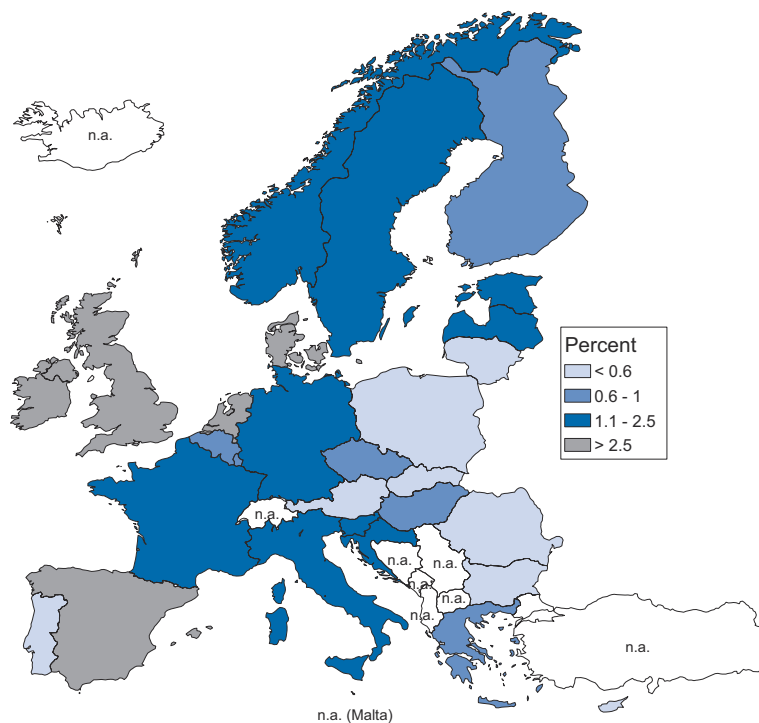 n.a.
Percent
< 0.6
0.6 - 1
1.1 - 2.5
> 2.5
n.a.
n.a.
n.a.
n.a.
n.a.
n.a.
n.a.
n.a. (Malta)